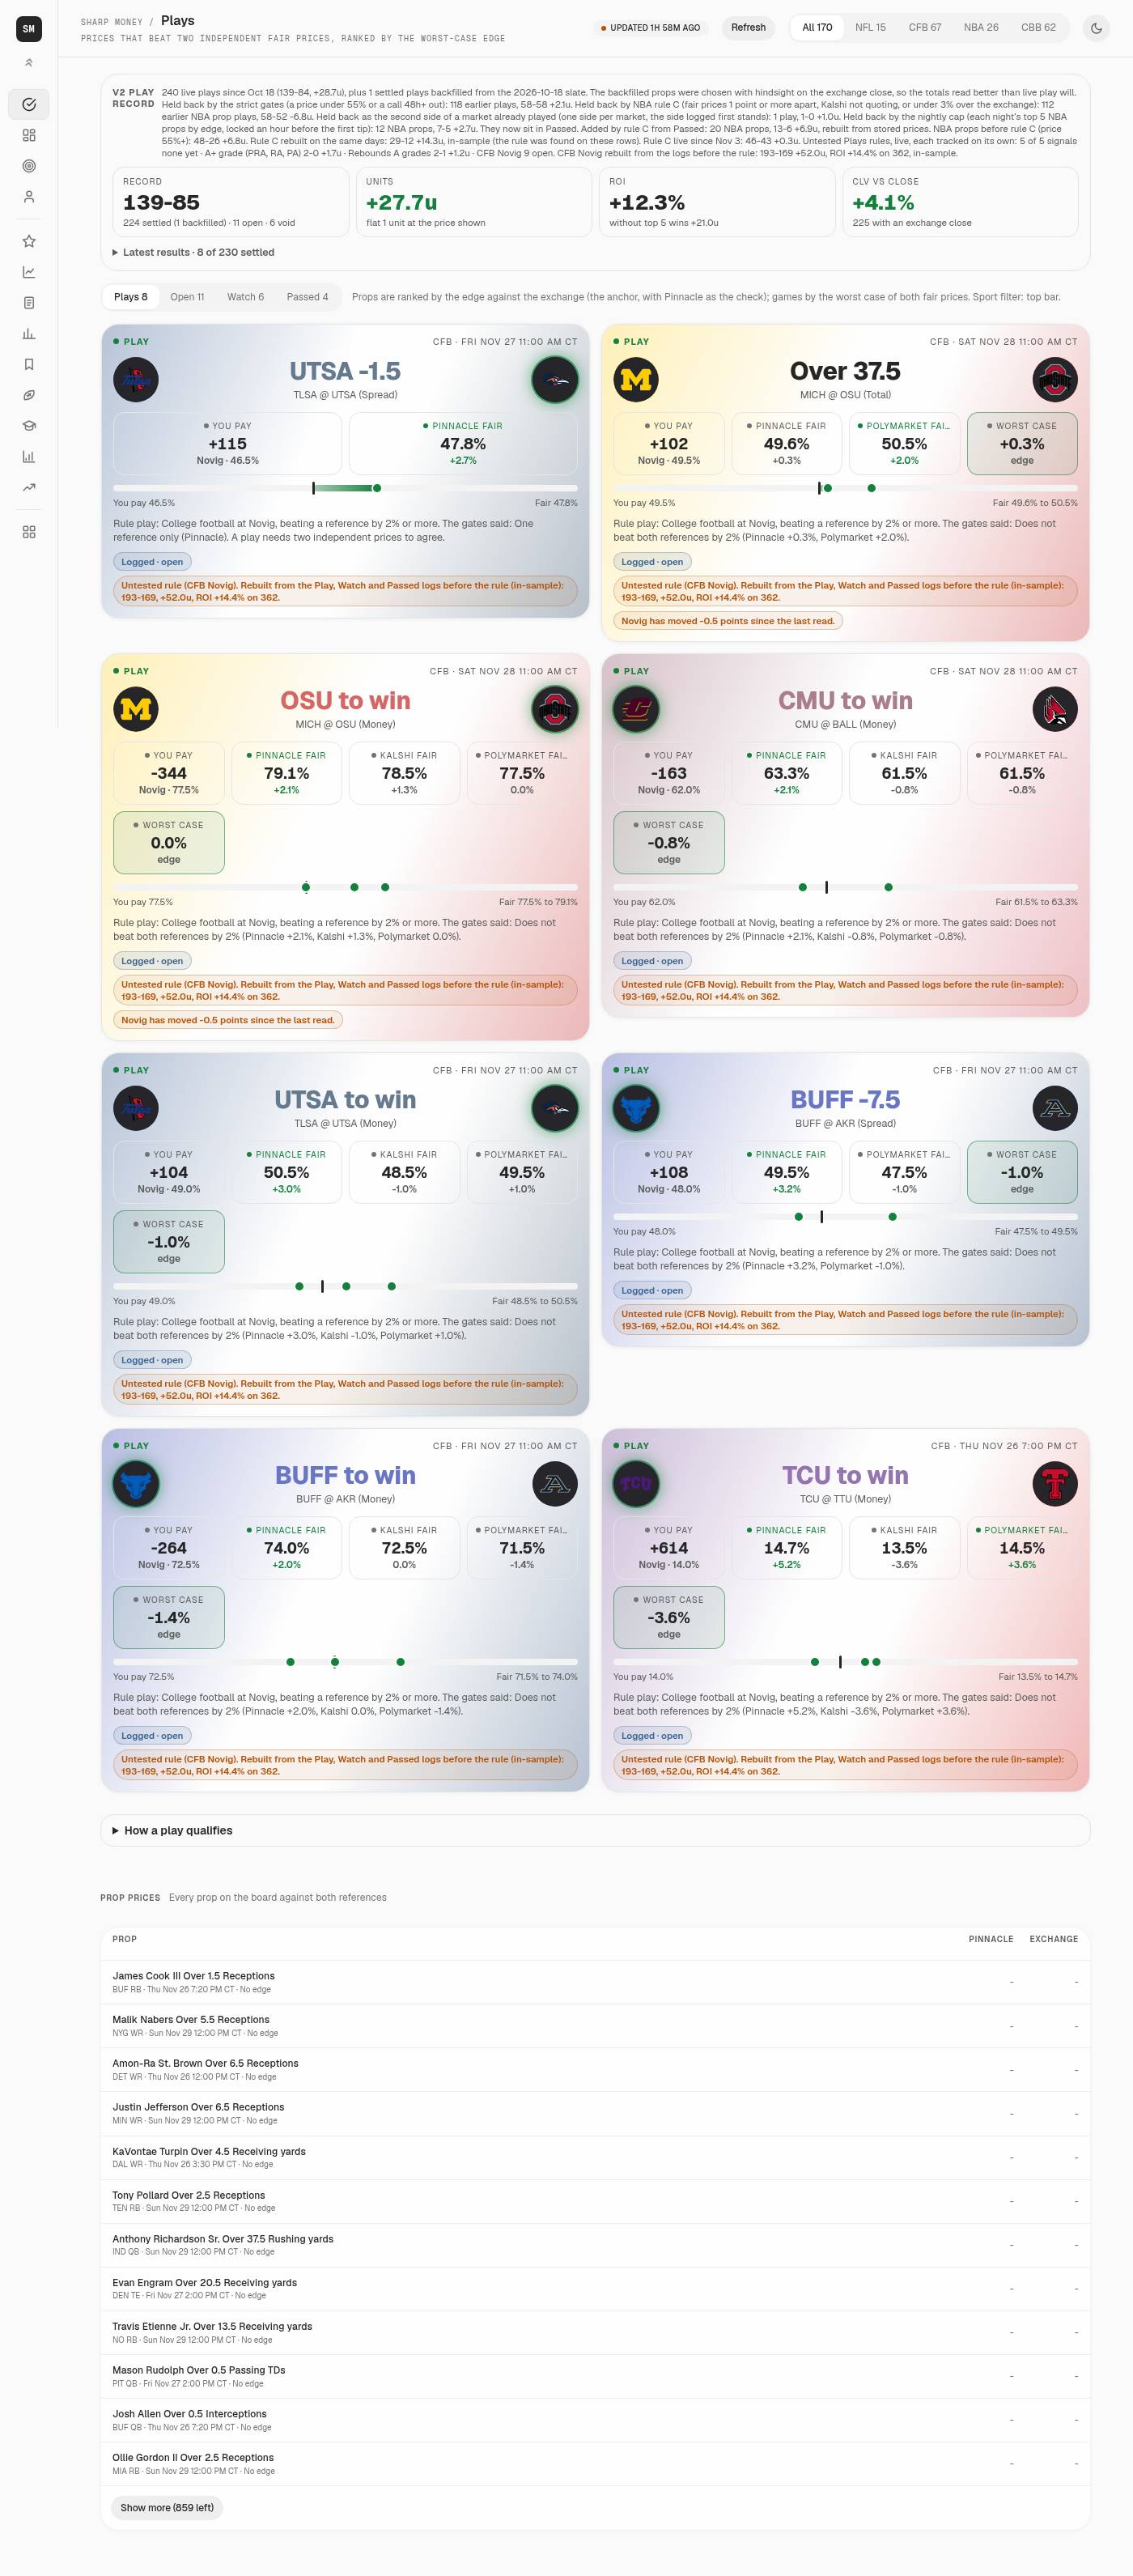 SM
SHARP MONEY / Plays
PRICES THAT BEAT TWO INDEPENDENT FAIR PRICES, RANKED BY THE WORST-CASE EDGE
UPDATED 1H 58M AGO
Refresh
All 170
NFL 15
CFB 67
NBA 26
CBB 62
V2 PLAY RECORD
240 live plays since Oct 18 (139-84, +28.7u), plus 1 settled plays backfilled from the 2026-10-18 slate. The backfilled props were chosen with hindsight on the exchange close, so the totals read better than live play will.
Held back by the strict gates (a price under 55% or a call 48h+ out): 118 earlier plays, 58-58 +2.1u. Held back by NBA rule C (fair prices 1 point or more apart, Kalshi not quoting, or under 3% over the exchange): 112
earlier NBA prop plays, 58-52 -6.8u. Held back as the second side of a market already played (one side per market, the side logged first stands): 1 play, 1-0 +1.0u. Held back by the nightly cap (each night's top 5 NBA
props by edge, locked an hour before the first tip): 12 NBA props, 7-5 +2.7u. They now sit in Passed. Added by rule C from Passed: 20 NBA props, 13-6 +6.9u, rebuilt from stored prices. NBA props before rule C (price
55%+): 48-26 +6.8u. Rule C rebuilt on the same days: 29-12 +14.3u, in-sample (the rule was found on these rows). Rule C live since Nov 3: 46-43 +0.3u. Untested Plays rules, live, each tracked on its own: 5 of 5 signals
none yet · A+ grade (PRA, RA, PA) 2-0 +1.7u · Rebounds A grades 2-1 +1.2u · CFB Novig 9 open. CFB Novig rebuilt from the logs before the rule: 193-169 +52.0u, ROI +14.4% on 362, in-sample.
RECORD
139-85
224 settled (1 backfilled) · 11 open · 6 void
UNITS
+27.7u
flat 1 unit at the price shown
ROI
+12.3%
without top 5 wins +21.0u
CLV VS CLOSE
+4.1%
225 with an exchange close
Latest results · 8 of 230 settled
Plays 8
Open 11
Watch 6
Passed 4
Props are ranked by the edge against the exchange (the anchor, with Pinnacle as the check); games by the worst case of both fair prices. Sport filter: top bar.
PLAY
CFB · FRI NOV 27 11:00 AM CT
UTSA -1.5
TLSA @ UTSA (Spread)
YOU PAY
+115
Novig · 46.5%
PINNACLE FAIR
47.8%
+2.7%
You pay 46.5%
Fair 47.8%
Rule play: College football at Novig, beating a reference by 2% or more. The gates said: One
reference only (Pinnacle). A play needs two independent prices to agree.
Logged · open
Untested rule (CFB Novig). Rebuilt from the Play, Watch and Passed logs before the rule (in-sample):
193-169, +52.0u, ROI +14.4% on 362.
PLAY
CFB · SAT NOV 28 11:00 AM CT
Over 37.5
MICH @ OSU (Total)
YOU PAY
+102
Novig · 49.5%
PINNACLE FAIR
49.6%
+0.3%
POLYMARKET FAI…
50.5%
+2.0%
WORST CASE
+0.3%
edge
You pay 49.5%
Fair 49.6% to 50.5%
Rule play: College football at Novig, beating a reference by 2% or more. The gates said: Does not
beat both references by 2% (Pinnacle +0.3%, Polymarket +2.0%).
Logged · open
Untested rule (CFB Novig). Rebuilt from the Play, Watch and Passed logs before the rule (in-sample):
193-169, +52.0u, ROI +14.4% on 362.
Novig has moved -0.5 points since the last read.
PLAY
CFB · SAT NOV 28 11:00 AM CT
OSU to win
MICH @ OSU (Money)
YOU PAY
-344
Novig · 77.5%
PINNACLE FAIR
79.1%
+2.1%
KALSHI FAIR
78.5%
+1.3%
POLYMARKET FAI…
77.5%
0.0%
WORST CASE
0.0%
edge
You pay 77.5%
Fair 77.5% to 79.1%
Rule play: College football at Novig, beating a reference by 2% or more. The gates said: Does not
beat both references by 2% (Pinnacle +2.1%, Kalshi +1.3%, Polymarket 0.0%).
Logged · open
Untested rule (CFB Novig). Rebuilt from the Play, Watch and Passed logs before the rule (in-sample):
193-169, +52.0u, ROI +14.4% on 362.
Novig has moved -0.5 points since the last read.
PLAY
CFB · SAT NOV 28 11:00 AM CT
CMU to win
CMU @ BALL (Money)
YOU PAY
-163
Novig · 62.0%
PINNACLE FAIR
63.3%
+2.1%
KALSHI FAIR
61.5%
-0.8%
POLYMARKET FAI…
61.5%
-0.8%
WORST CASE
-0.8%
edge
You pay 62.0%
Fair 61.5% to 63.3%
Rule play: College football at Novig, beating a reference by 2% or more. The gates said: Does not
beat both references by 2% (Pinnacle +2.1%, Kalshi -0.8%, Polymarket -0.8%).
Logged · open
Untested rule (CFB Novig). Rebuilt from the Play, Watch and Passed logs before the rule (in-sample):
193-169, +52.0u, ROI +14.4% on 362.
PLAY
CFB · FRI NOV 27 11:00 AM CT
UTSA to win
TLSA @ UTSA (Money)
YOU PAY
+104
Novig · 49.0%
PINNACLE FAIR
50.5%
+3.0%
KALSHI FAIR
48.5%
-1.0%
POLYMARKET FAI…
49.5%
+1.0%
WORST CASE
-1.0%
edge
You pay 49.0%
Fair 48.5% to 50.5%
Rule play: College football at Novig, beating a reference by 2% or more. The gates said: Does not
beat both references by 2% (Pinnacle +3.0%, Kalshi -1.0%, Polymarket +1.0%).
Logged · open
Untested rule (CFB Novig). Rebuilt from the Play, Watch and Passed logs before the rule (in-sample):
193-169, +52.0u, ROI +14.4% on 362.
PLAY
CFB · FRI NOV 27 11:00 AM CT
BUFF -7.5
BUFF @ AKR (Spread)
YOU PAY
+108
Novig · 48.0%
PINNACLE FAIR
49.5%
+3.2%
POLYMARKET FAI…
47.5%
-1.0%
WORST CASE
-1.0%
edge
You pay 48.0%
Fair 47.5% to 49.5%
Rule play: College football at Novig, beating a reference by 2% or more. The gates said: Does not
beat both references by 2% (Pinnacle +3.2%, Polymarket -1.0%).
Logged · open
Untested rule (CFB Novig). Rebuilt from the Play, Watch and Passed logs before the rule (in-sample):
193-169, +52.0u, ROI +14.4% on 362.
PLAY
CFB · FRI NOV 27 11:00 AM CT
BUFF to win
BUFF @ AKR (Money)
YOU PAY
-264
Novig · 72.5%
PINNACLE FAIR
74.0%
+2.0%
KALSHI FAIR
72.5%
0.0%
POLYMARKET FAI…
71.5%
-1.4%
WORST CASE
-1.4%
edge
You pay 72.5%
Fair 71.5% to 74.0%
Rule play: College football at Novig, beating a reference by 2% or more. The gates said: Does not
beat both references by 2% (Pinnacle +2.0%, Kalshi 0.0%, Polymarket -1.4%).
Logged · open
Untested rule (CFB Novig). Rebuilt from the Play, Watch and Passed logs before the rule (in-sample):
193-169, +52.0u, ROI +14.4% on 362.
PLAY
CFB · THU NOV 26 7:00 PM CT
TCU to win
TCU @ TTU (Money)
YOU PAY
+614
Novig · 14.0%
PINNACLE FAIR
14.7%
+5.2%
KALSHI FAIR
13.5%
-3.6%
POLYMARKET FAI…
14.5%
+3.6%
WORST CASE
-3.6%
edge
You pay 14.0%
Fair 13.5% to 14.7%
Rule play: College football at Novig, beating a reference by 2% or more. The gates said: Does not
beat both references by 2% (Pinnacle +5.2%, Kalshi -3.6%, Polymarket +3.6%).
Logged · open
Untested rule (CFB Novig). Rebuilt from the Play, Watch and Passed logs before the rule (in-sample):
193-169, +52.0u, ROI +14.4% on 362.
How a play qualifies
PROP PRICES Every prop on the board against both references
PROP PINNACLE EXCHANGE
James Cook III Over 1.5 Receptions
BUF RB · Thu Nov 26 7:20 PM CT · No edge
- -
Malik Nabers Over 5.5 Receptions
NYG WR · Sun Nov 29 12:00 PM CT · No edge
- -
Amon-Ra St. Brown Over 6.5 Receptions
DET WR · Thu Nov 26 12:00 PM CT · No edge
- -
Justin Jefferson Over 6.5 Receptions
MIN WR · Sun Nov 29 12:00 PM CT · No edge
- -
KaVontae Turpin Over 4.5 Receiving yards
DAL WR · Thu Nov 26 3:30 PM CT · No edge
- -
Tony Pollard Over 2.5 Receptions
TEN RB · Sun Nov 29 12:00 PM CT · No edge
- -
Anthony Richardson Sr. Over 37.5 Rushing yards
IND QB · Sun Nov 29 12:00 PM CT · No edge
- -
Evan Engram Over 20.5 Receiving yards
DEN TE · Fri Nov 27 2:00 PM CT · No edge
- -
Travis Etienne Jr. Over 13.5 Receiving yards
NO RB · Sun Nov 29 12:00 PM CT · No edge
- -
Mason Rudolph Over 0.5 Passing TDs
PIT QB · Fri Nov 27 2:00 PM CT · No edge
- -
Josh Allen Over 0.5 Interceptions
BUF QB · Thu Nov 26 7:20 PM CT · No edge
- -
Ollie Gordon II Over 2.5 Receptions
MIA RB · Sun Nov 29 12:00 PM CT · No edge
- -
Show more (859 left)